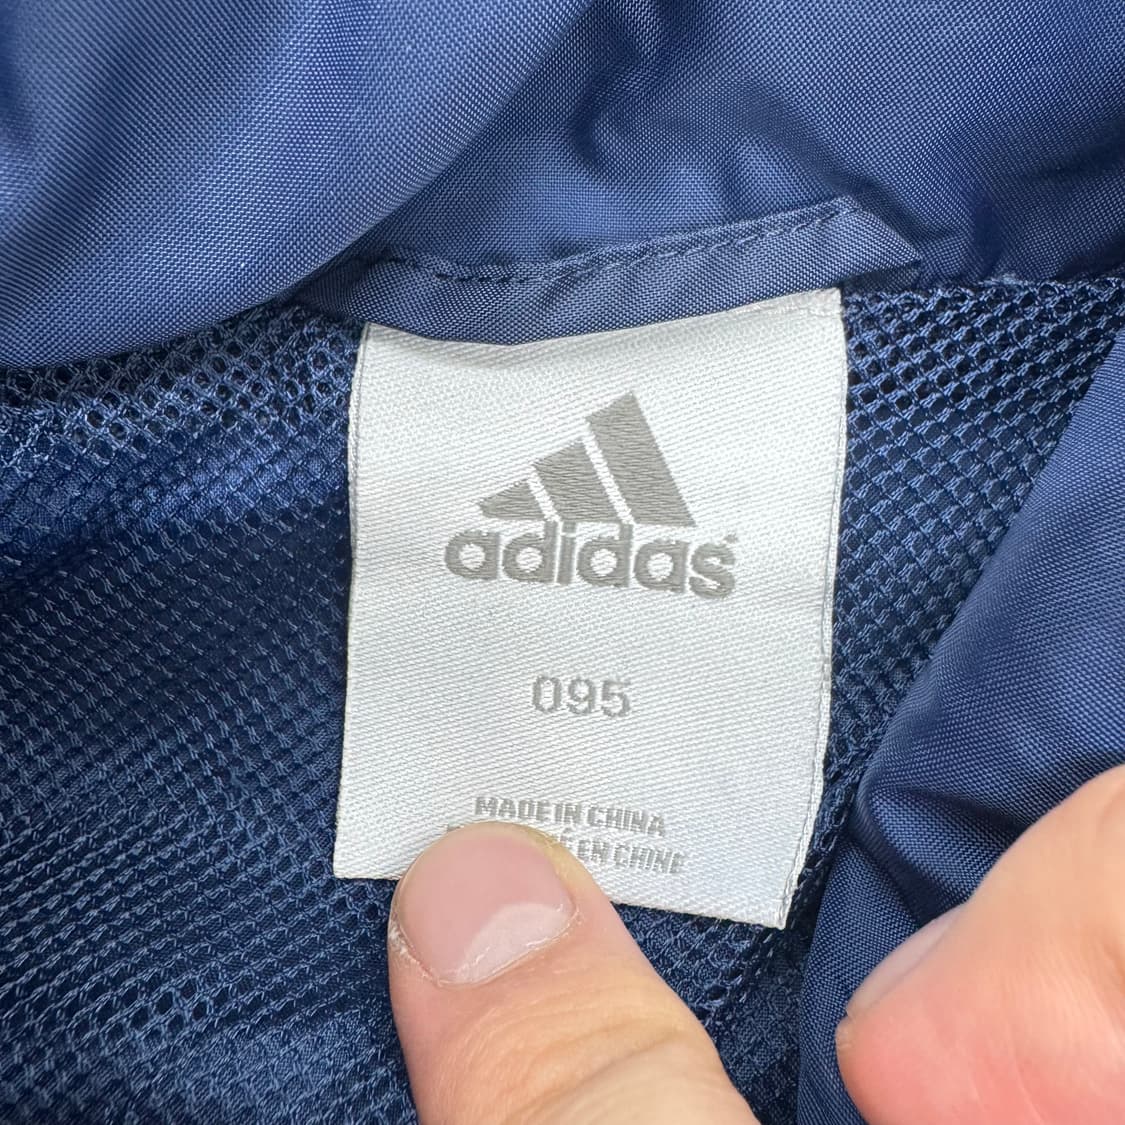 adidas
095
MADE IN CHINA
EN CHINE